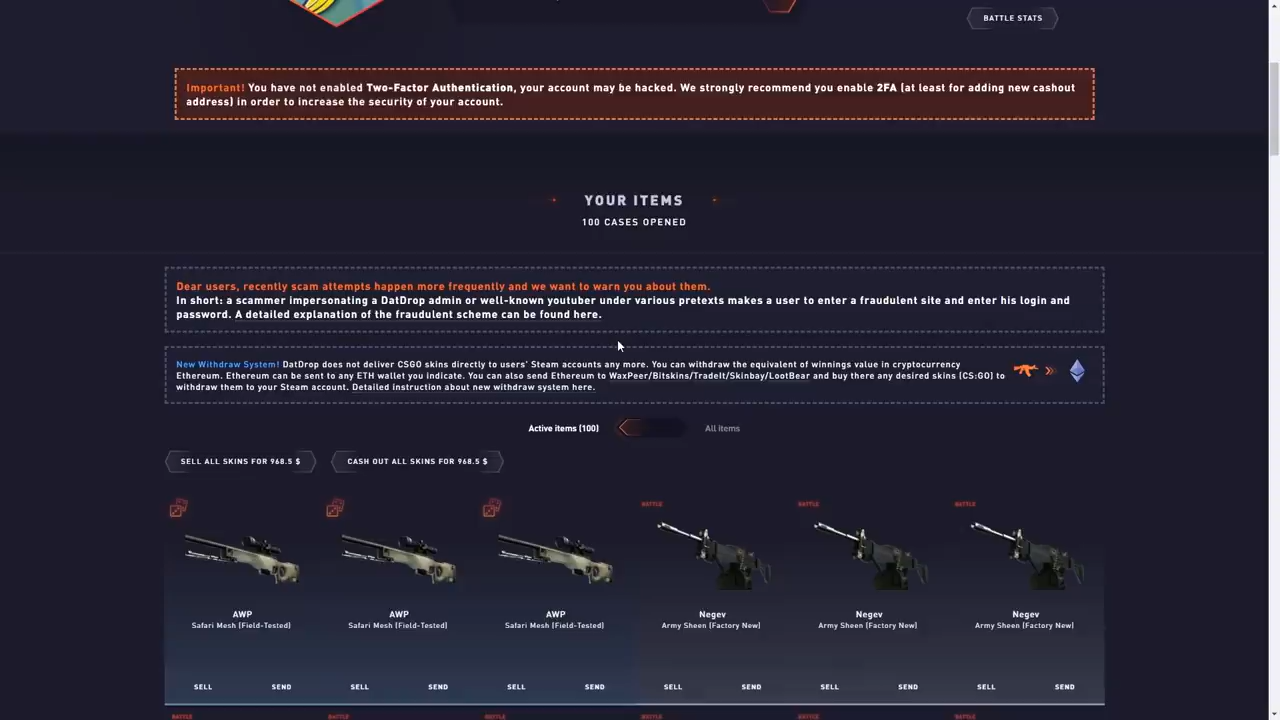 BATTLE STATS
Important! You have not enabled Two-Factor Authentication, your account may be hacked. We strongly recommend you enable 2FA (at least for adding new cashout
address) in order to increase the security of your account.
YOUR ITEMS
100 CASES OPENED
Dear users, recently scam attempts happen more frequently and we want to warn you about them.
In short: a scammer impersonating a DatDrop admin or well-known youtuber under various pretexts makes a user to enter a fraudulent site and enter his login and
password. A detailed explanation of the fraudulent scheme can be found here.
New Withdraw System! DatDrop does not deliver CSGO skins directly to users' Steam accounts any more. You can withdraw the equivalent of winnings value in cryptocurrency
Ethereum. Ethereum can be sent to any ETH wallet you indicate. You can also send Ethereum to WaxPeer/Bitskins/TradeIt/Skinbay/LootBear and buy there any desired skins (CS:GO) to
withdraw them to your Steam account. Detailed instruction about new withdraw system here.
Active items (100) All items
SELL ALL SKINS FOR 968.5 $ CASH OUT ALL SKINS FOR 968.5 $
BATTLE BATTLE BATTLE
AWP AWP AWP Negev Negev Negev
Safari Mesh (Field-Tested) Safari Mesh (Field-Tested) Safari Mesh (Field-Tested) Army Sheen (Factory New) Army Sheen (Factory New) Army Sheen (Factory New)
SELL SEND SELL SEND SELL SEND SELL SEND SELL SEND SELL SEND
BATTLE BATTLE BATTLE BATTLE BATTLE BATTLE